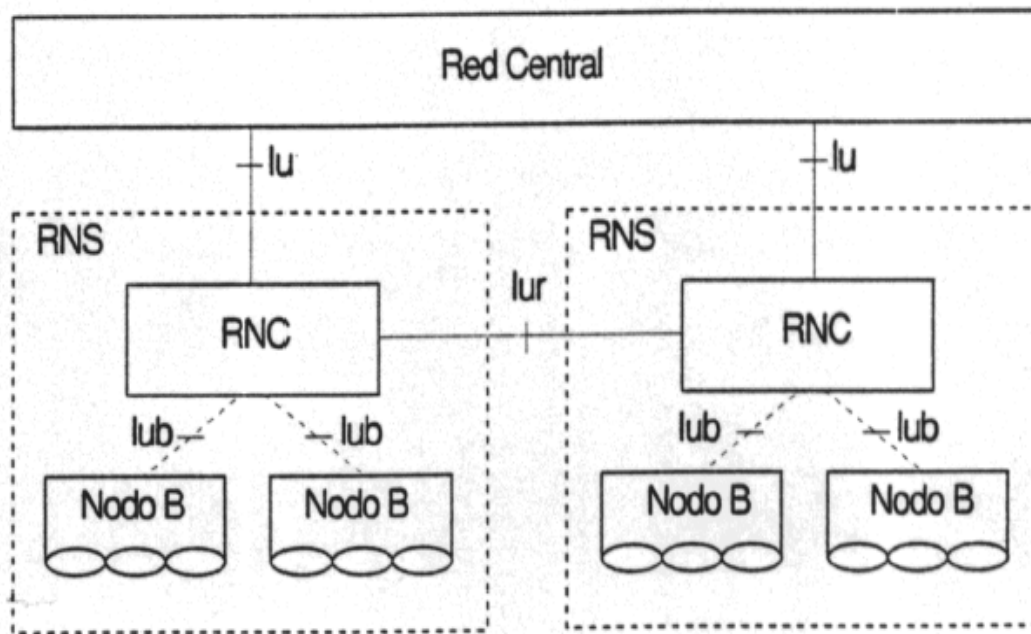 Red Central
Iu
Iu
RNS
RNS
Iur
RNC
RNC
Iub
Iub
Iub
Iub
Nodo B
Nodo B
Nodo B
Nodo B